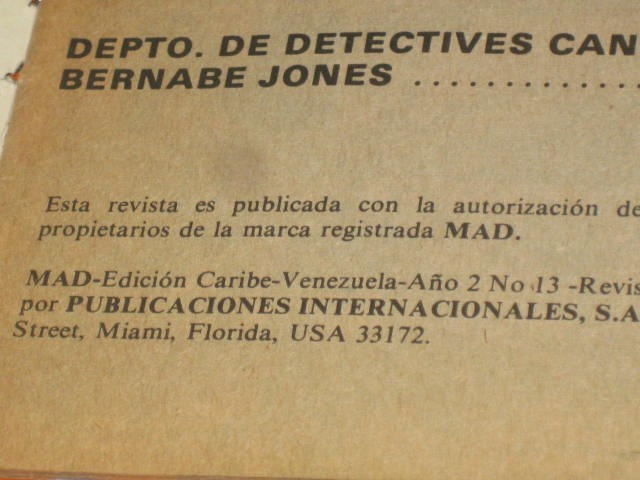 DEPTO. DE DETECTIVES CAN
BERNABE JONES .............
Esta revista es publicada con la autorización de
propietarios de la marca registrada MAD.
MAD-Edición Caribe-Venezuela-Año 2 No 13 -Revis
por PUBLICACIONES INTERNACIONALES, S.A
Street, Miami, Florida, USA 33172.